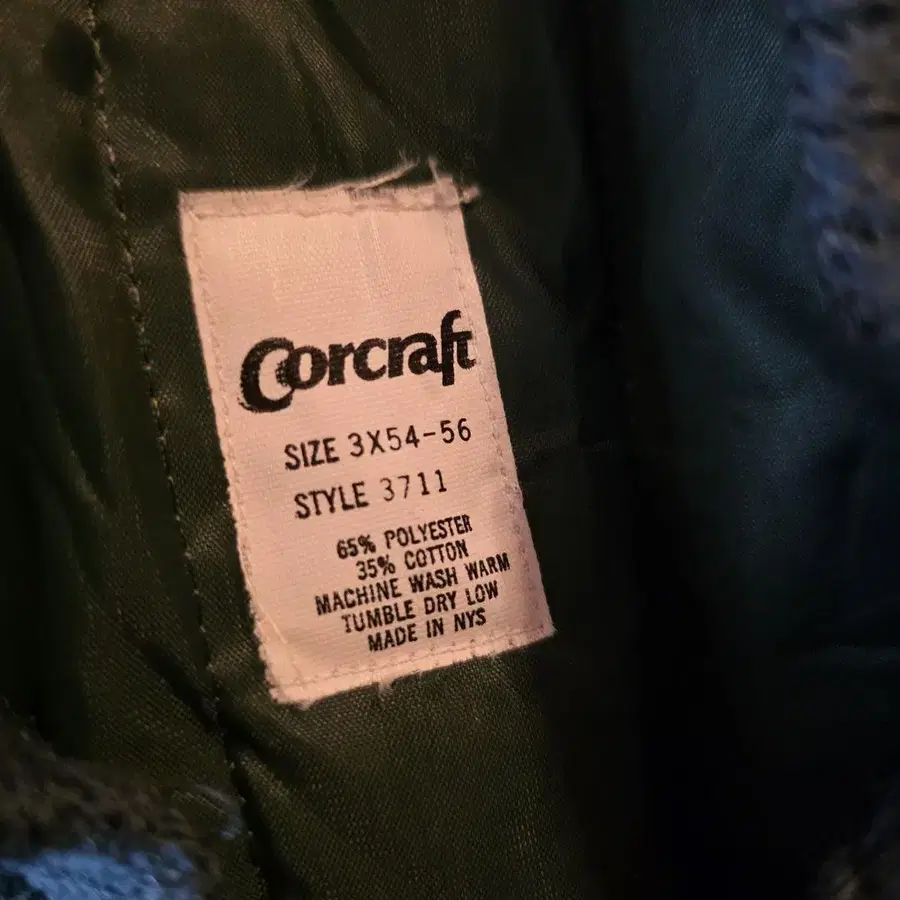 Corcraft
SIZE 3X54-56
STYLE 3711
65% POLYESTER
35% COTTON
MACHINE WASH WARM
TUMBLE DRY LOW
MADE IN NYS